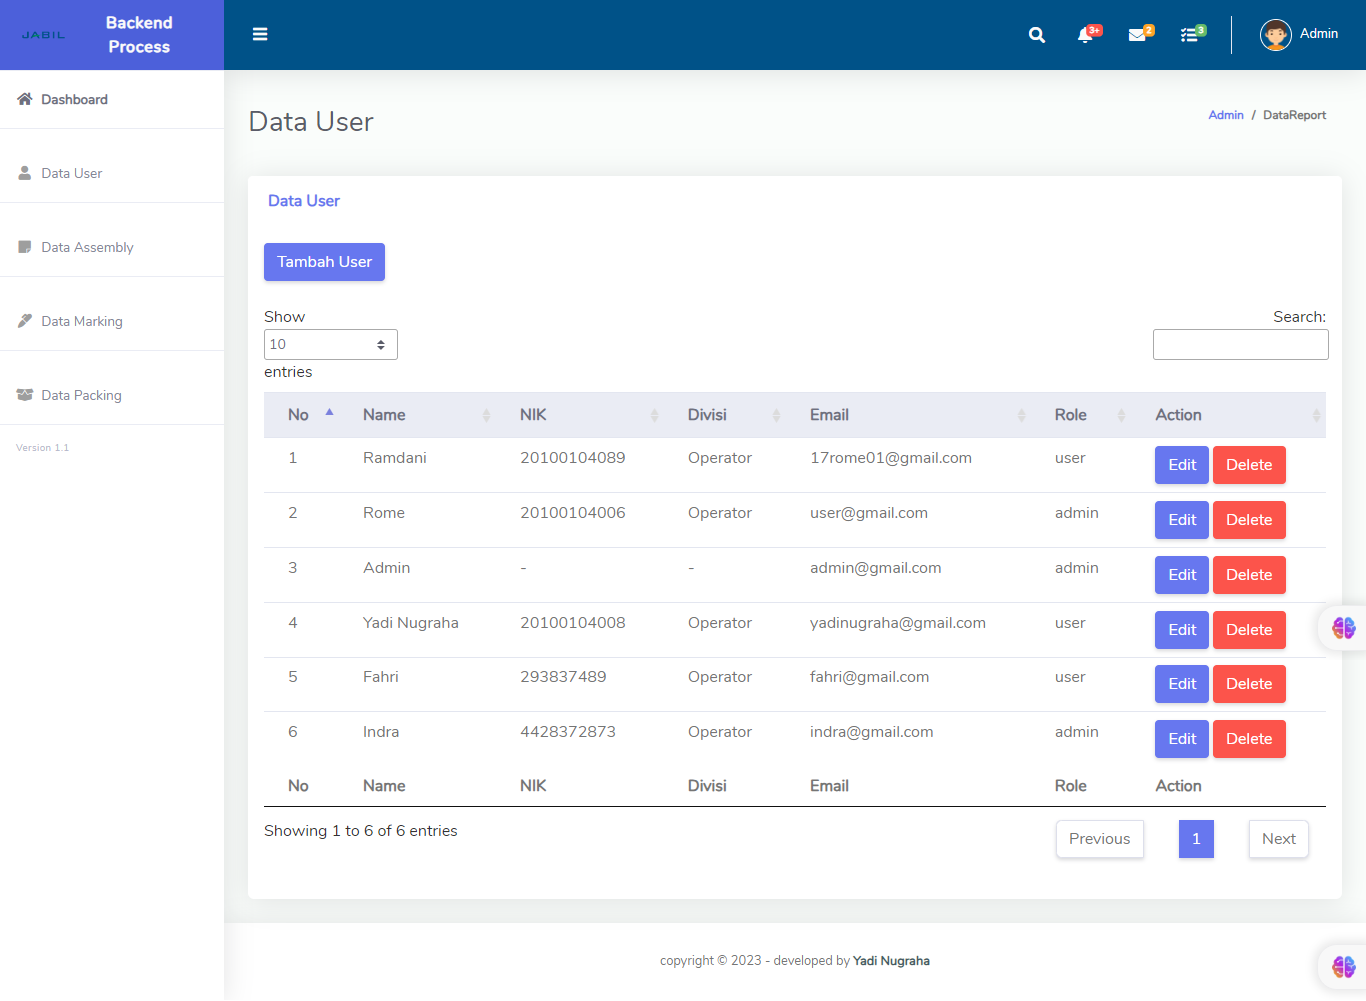 JABIL
Backend
Process
3+
2
3
Admin
Dashboard
Data User
Data Assembly
Data Marking
Data Packing
Version 1.1
Data User
Admin / DataReport
Data User
Tambah User
Show
10
entries
Search:
No Name NIK Divisi Email Role Action
1 Ramdani 20100104089 Operator 17rome01@gmail.com user Edit Delete
2 Rome 20100104006 Operator user@gmail.com admin Edit Delete
3 Admin - - admin@gmail.com admin Edit Delete
4 Yadi Nugraha 20100104008 Operator yadinugraha@gmail.com user Edit Delete
5 Fahri 293837489 Operator fahri@gmail.com user Edit Delete
6 Indra 4428372873 Operator indra@gmail.com admin Edit Delete
No Name NIK Divisi Email Role Action
Showing 1 to 6 of 6 entries
Previous 1 Next
copyright © 2023 - developed by Yadi Nugraha